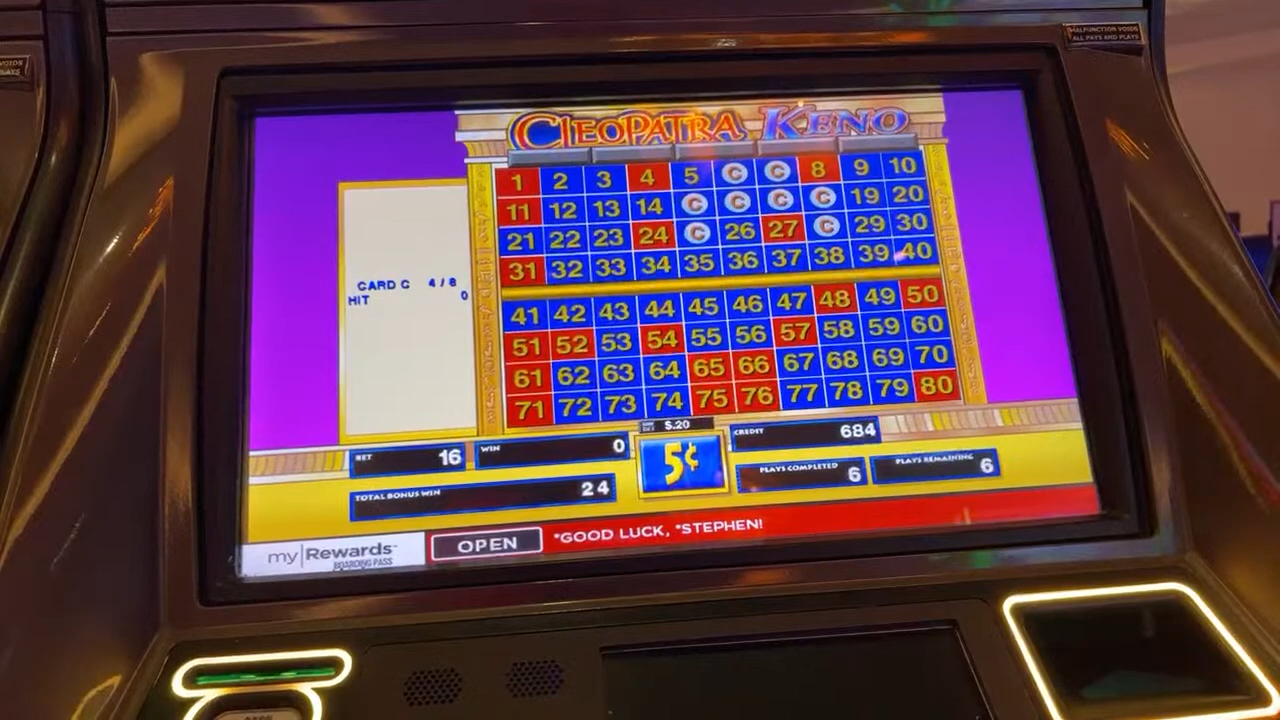 MALFUNCTION VOIDS
ALL PAYS AND PLAYS
VOIDS
PLAYS
CLEOPATRA KENO
1 2 3 4 5 C C 8 9 10
11 12 13 14 C C C C 19 20
21 22 23 24 C 26 27 C 29 30
31 32 33 34 35 36 37 38 39 40
41 42 43 44 45 46 47 48 49 50
51 52 53 54 55 56 57 58 59 60
61 62 63 64 65 66 67 68 69 70
71 72 73 74 75 76 77 78 79 80
CARD C 4/8
HIT 0
BET 16
WIN 0
$.20
5¢
CREDIT 684
PLAYS COMPLETED 6
PLAYS REMAINING 6
TOTAL BONUS WIN 24
my|Rewards™
BOARDING PASS
OPEN
*GOOD LUCK, *STEPHEN!